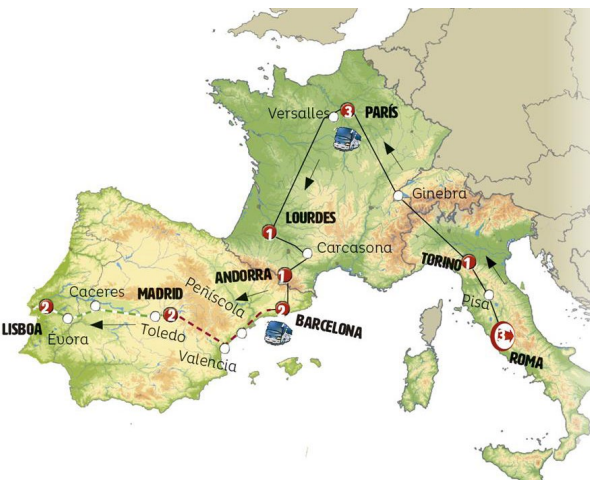 Versalles
3
PARÍS
Ginebra
1
LOURDES
Carcasona
TORINO
1
ANDORRA
1
Peñíscola
Pisa
Caceres
MADRID
2
2
2
BARCELONA
3
ROMA
LISBOA
Évora
Toledo
Valencia